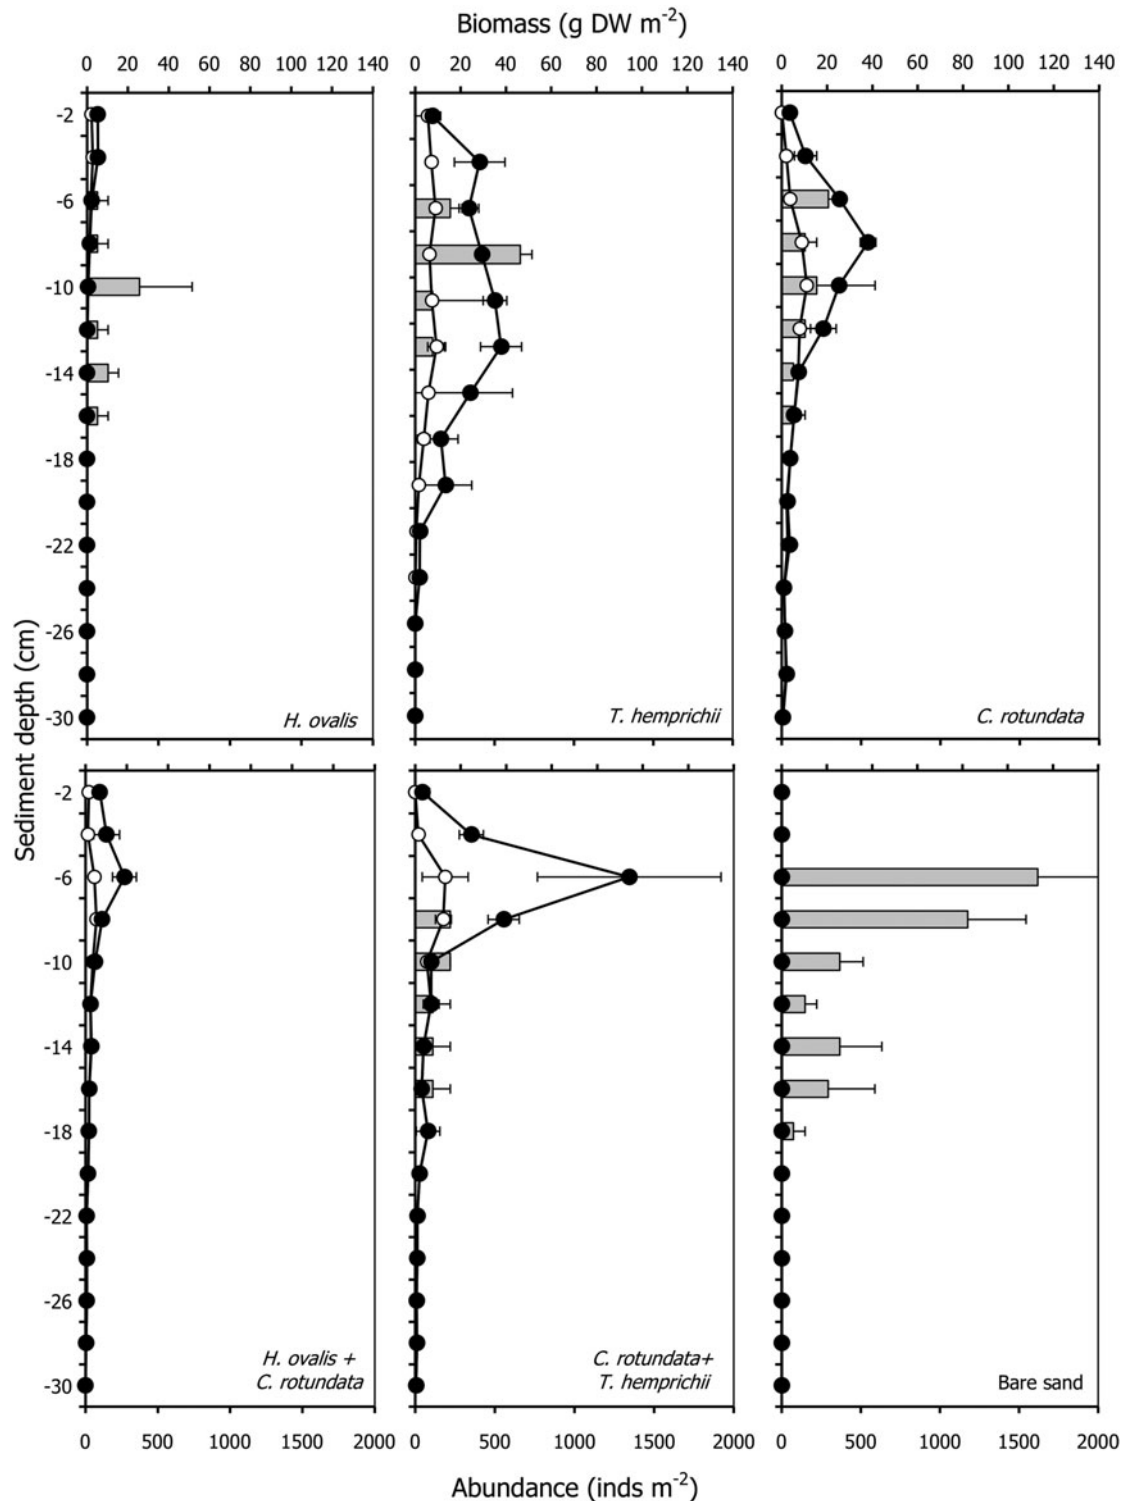 Biomass (g DW m⁻²)
0 20 40 60 80 100 120 140 0 20 40 60 80 100 120 140 0 20 40 60 80 100 120 140
-2
-6
-10
-14
-18
-22
-26
-30
H. ovalis
T. hemprichii
C. rotundata
Sediment depth (cm)
-2
-6
-10
-14
-18
-22
-26
-30
H. ovalis +
C. rotundata
C. rotundata+
T. hemprichii
Bare sand
0 500 1000 1500 2000 0 500 1000 1500 2000 0 500 1000 1500 2000
Abundance (inds m⁻²)